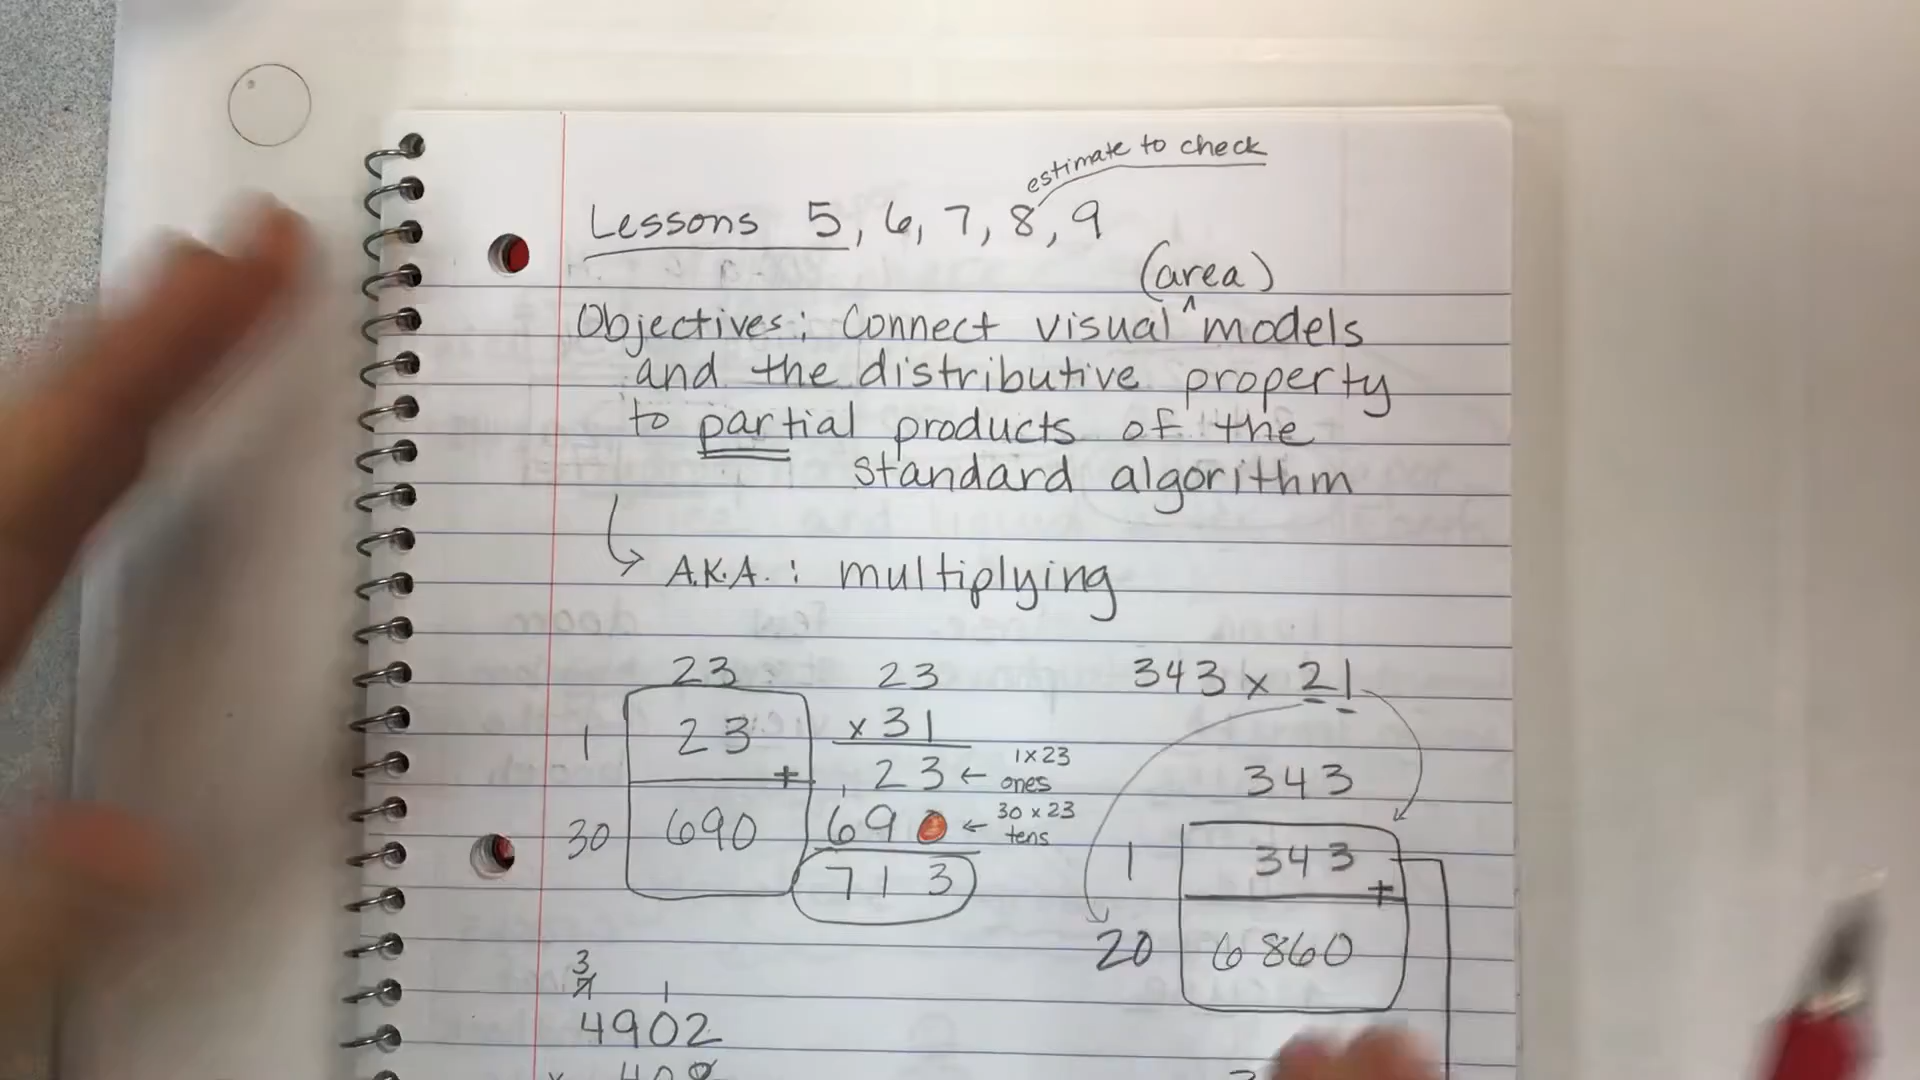 estimate to check
Lessons 5, 6, 7, 8, 9
(area)
Objectives: Connect visual ^ models
and the distributive property
to partial products of the
standard algorithm
A.K.A.: multiplying
23
1 23 +
30 690
23
x 31
23 ← 1x23 ones
690 ← 30 x 23 tens
713
343 x 21
343
1 343 +
20 6860
1
4902